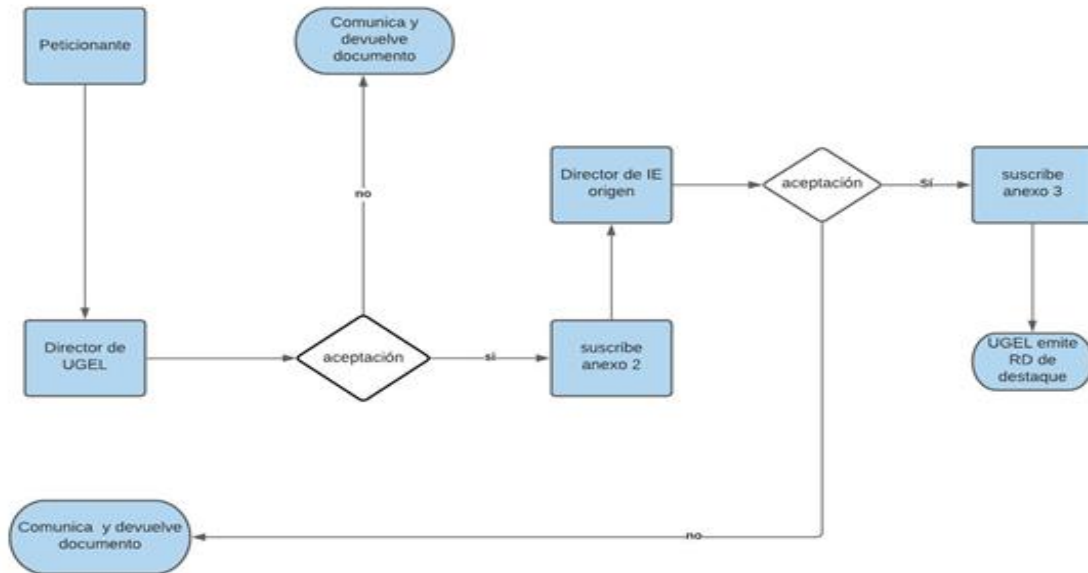 Peticionante
Comunica y
devuelve
documento
no
Director de
UGEL
aceptación
si
suscribe
anexo 2
Director de IE
origen
aceptación
Sí
suscribe
anexo 3
UGEL emite
RD de
destaque
no
Comunica y devuelve
documento